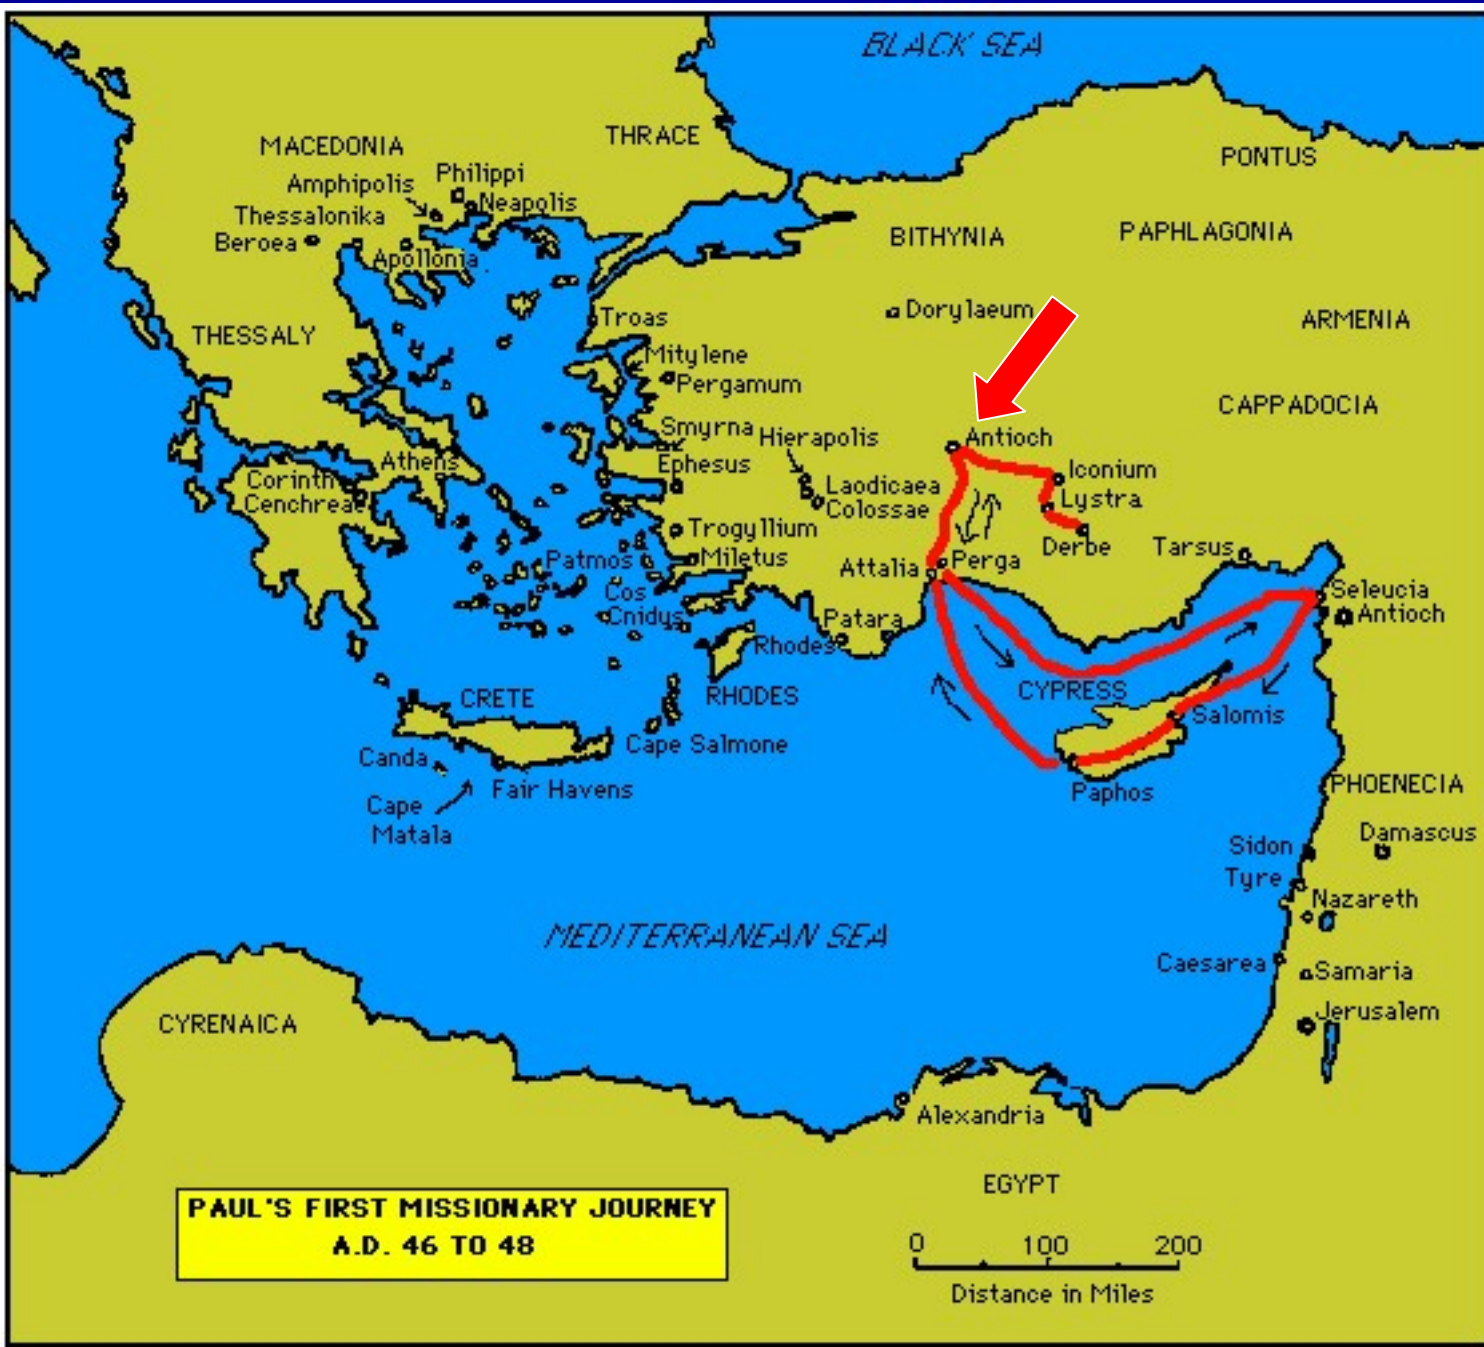 BLACK SEA
THRACE
MACEDONIA
PONTUS
Philippi
Amphipolis
Neapolis
Thessalonika
Beroea
Apollonia
BITHYNIA
PAPHLAGONIA
Dorylaeum
ARMENIA
Troas
THESSALY
Mitylene
Pergamum
CAPPADOCIA
Smyrna
Hierapolis
Antioch
Athens
Ephesus
Iconium
Corinth
Laodicaea
Lystra
Cenchreae
Colossae
Trogyllium
Derbe
Tarsus
Patmos
Miletus
Attalia
Perga
Cos
Seleucia
Cnidus
Patara
Antioch
Rhodes
CRETE
RHODES
CYPRESS
Salomis
Cape Salmone
Canda
Fair Havens
Paphos
PHOENECIA
Cape
Matala
Sidon
Damascus
Tyre
Nazareth
MEDITERRANEAN SEA
Caesarea
Samaria
CYRENAICA
Jerusalem
Alexandria
EGYPT
PAUL'S FIRST MISSIONARY JOURNEY
A.D. 46 TO 48
0 100 200
Distance in Miles